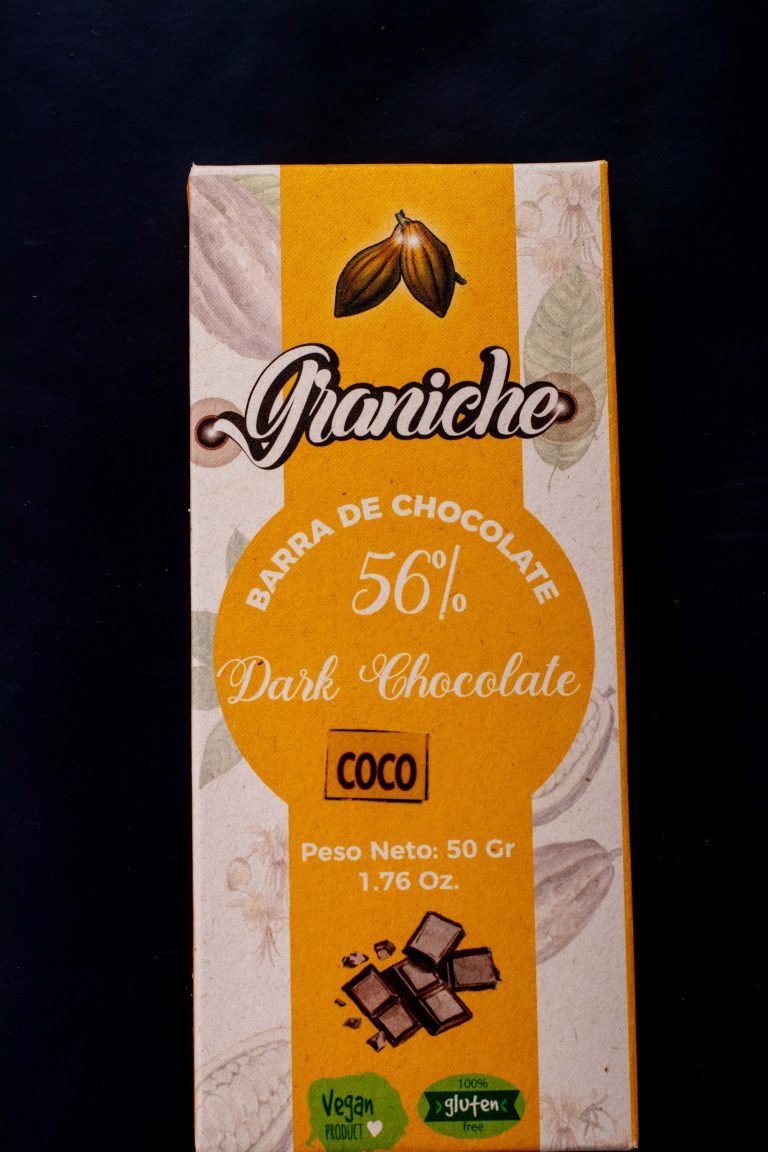 Graniche
BARRA DE CHOCOLATE
56%
Dark Chocolate
COCO
Peso Neto: 50 Gr
1.76 Oz.
Vegan
PRODUCT
100%
gluten
free